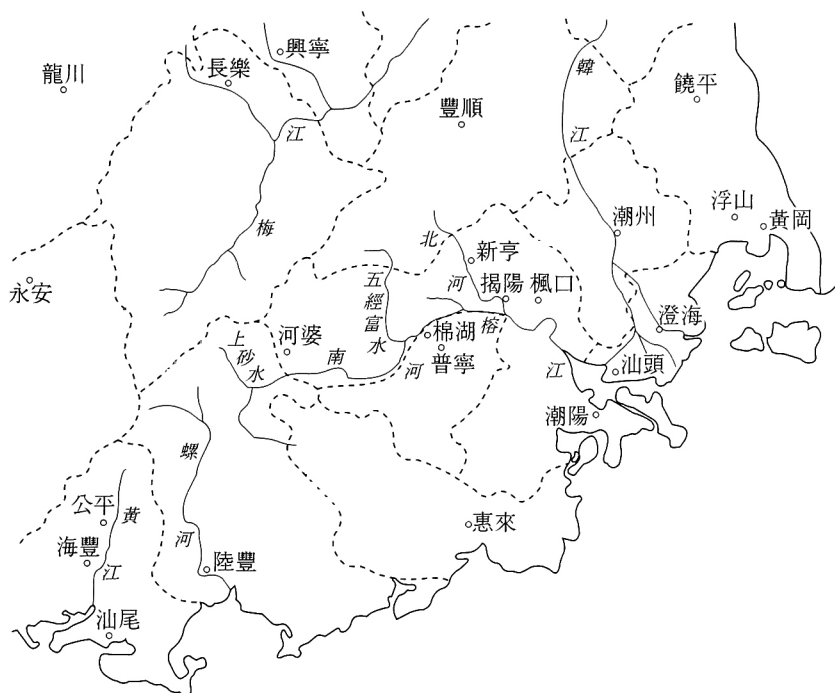 興寧
龍川
長樂
韓江
饒平
豐順
梅江
浮山
黃岡
潮州
北河
新亨
揭陽
楓口
永安
五經富水
澄海
上砂水
河婆
南河
棉湖
普寧
榕江
汕頭
潮陽
螺河
公平
黃江
惠來
海豐
陸豐
汕尾